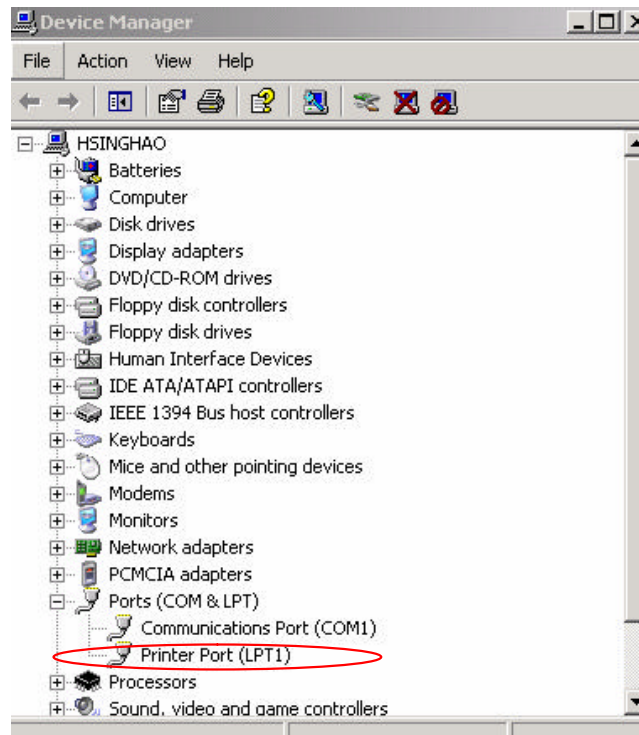 Device Manager
File Action View Help
HSINGHAO
Batteries
Computer
Disk drives
Display adapters
DVD/CD-ROM drives
Floppy disk controllers
Floppy disk drives
Human Interface Devices
IDE ATA/ATAPI controllers
IEEE 1394 Bus host controllers
Keyboards
Mice and other pointing devices
Modems
Monitors
Network adapters
PCMCIA adapters
Ports (COM & LPT)
Communications Port (COM1)
Printer Port (LPT1)
Processors
Sound, video and game controllers